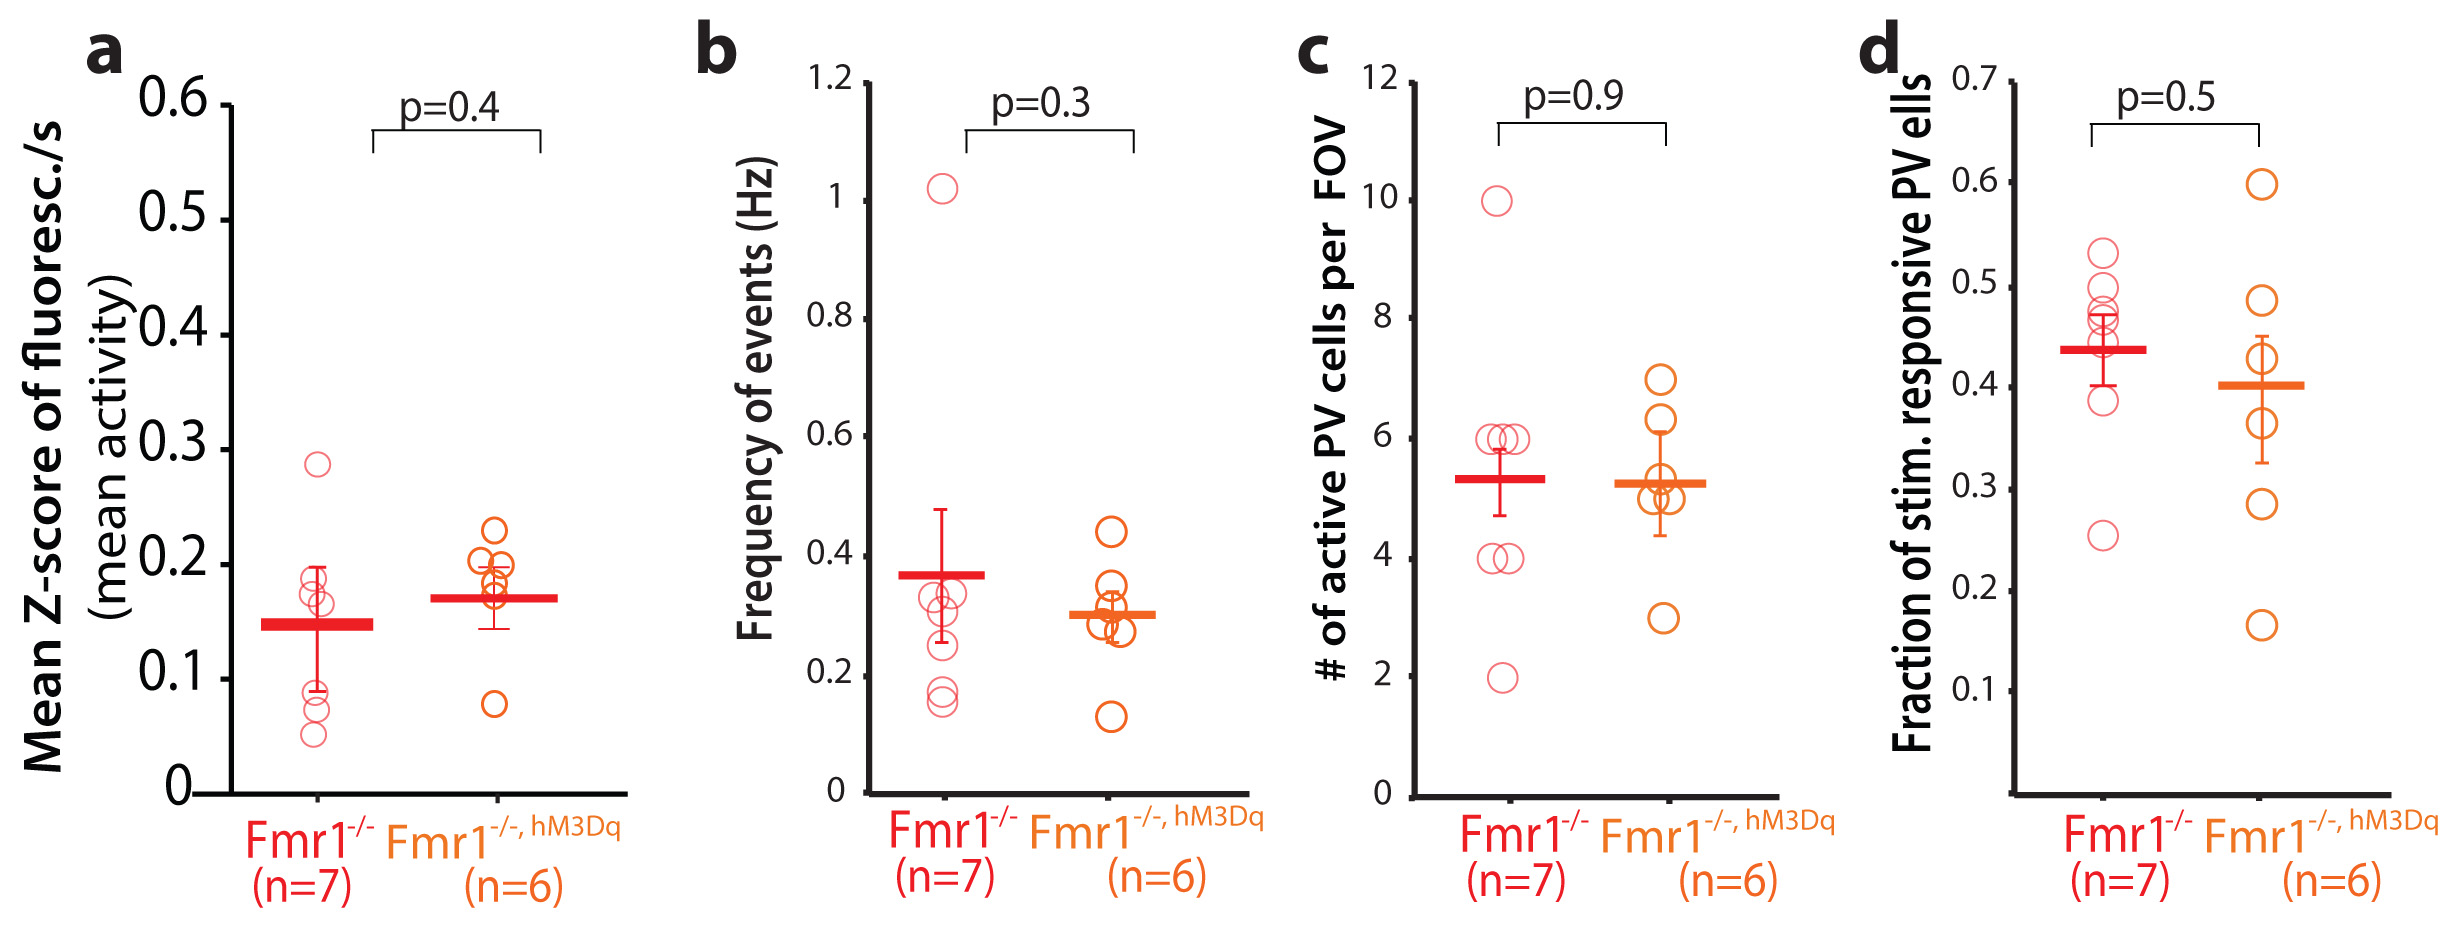 a
Mean Z-score of fluoresc./s
(mean activity)
0.6
0.5
0.4
0.3
0.2
0.1
0
p=0.4
Fmr1-/-
(n=7)
Fmr1-/-, hM3Dq
(n=6)
b
Frequency of events (Hz)
1.2
1
0.8
0.6
0.4
0.2
0
p=0.3
Fmr1-/-
(n=7)
Fmr1-/-, hM3Dq
(n=6)
c
# of active PV cells per FOV
12
10
8
6
4
2
0
p=0.9
Fmr1-/-
(n=7)
Fmr1-/-, hM3Dq
(n=6)
d
Fraction of stim. responsive PV ells
0.7
0.6
0.5
0.4
0.3
0.2
0.1
p=0.5
Fmr1-/-
(n=7)
Fmr1-/-, hM3Dq
(n=6)